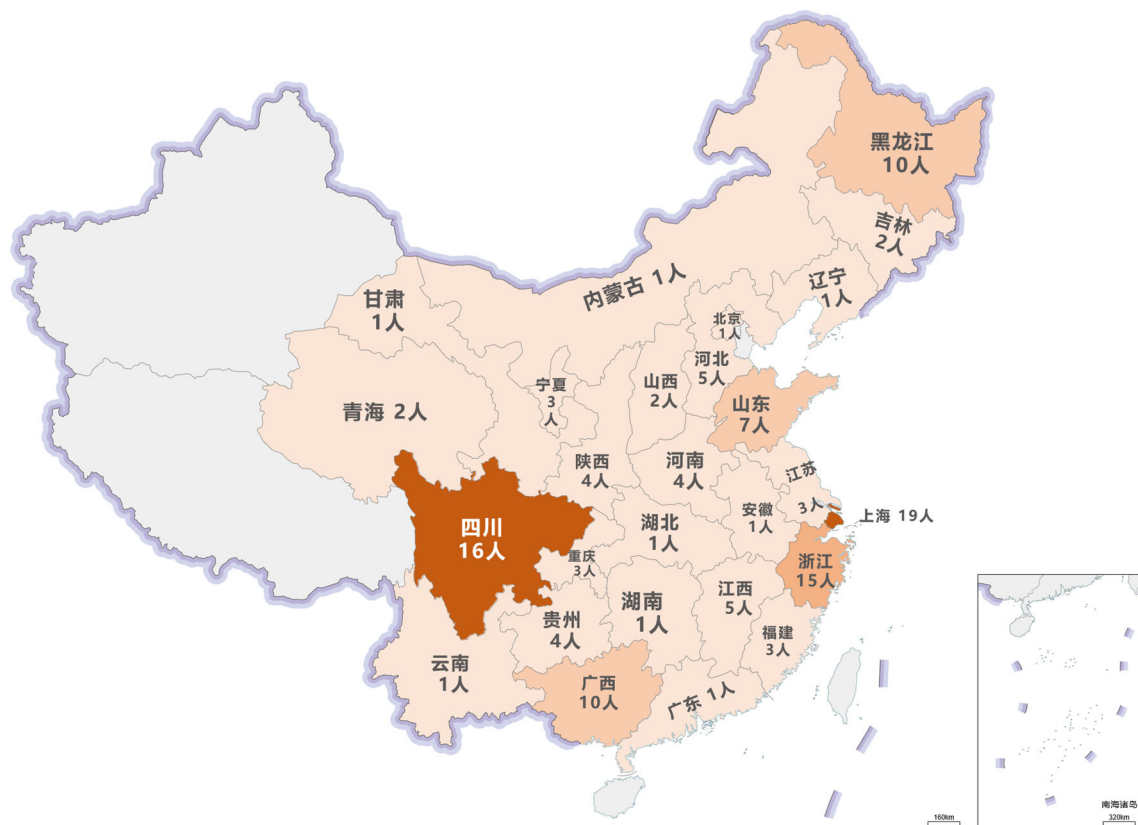 黑龙江
10人
吉林
2人
辽宁
1人
内蒙古 1人
甘肃
1人
北京
1人
河北
5人
宁夏
3
人
山西
2人
山东
7人
青海 2人
陕西
4人
河南
4人
江苏
3人
安徽
1人
上海 19人
四川
16人
湖北
1人
重庆
3人
浙江
15人
湖南
1人
江西
5人
贵州
4人
福建
3人
云南
1人
广西
10人
广东 1人
南海诸岛
160km
320km